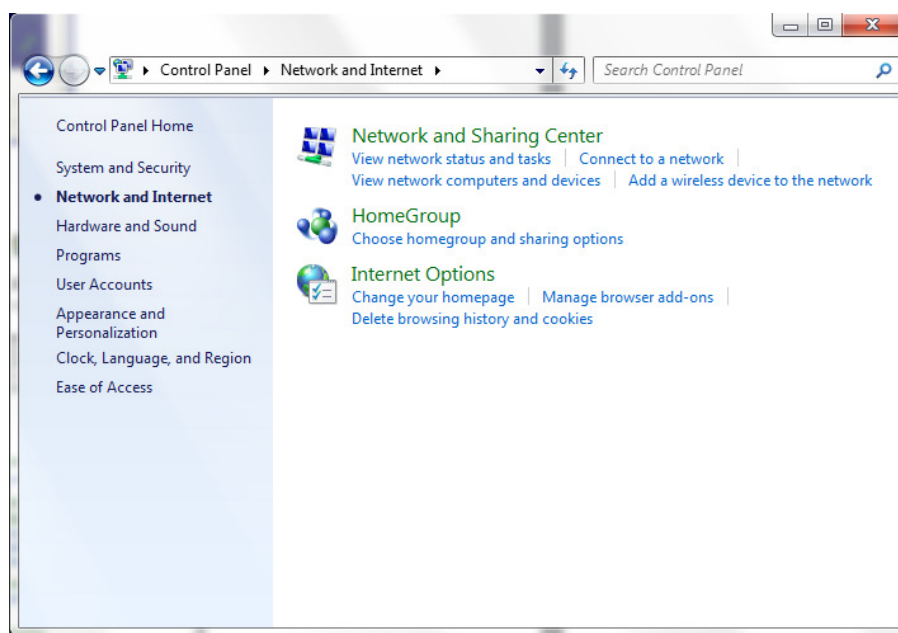 Control Panel Network and Internet Search Control Panel
Control Panel Home
System and Security
Network and Internet
Hardware and Sound
Programs
User Accounts
Appearance and
Personalization
Clock, Language, and Region
Ease of Access
Network and Sharing Center
View network status and tasks Connect to a network
View network computers and devices Add a wireless device to the network
HomeGroup
Choose homegroup and sharing options
Internet Options
Change your homepage Manage browser add-ons
Delete browsing history and cookies